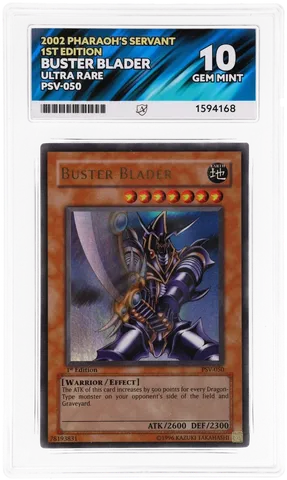 2002 PHARAOH'S SERVANT
1ST EDITION
BUSTER BLADER
ULTRA RARE
PSV-050
10
GEM MINT
1594168
BUSTER BLADER
EARTH
地
1st Edition
PSV-050
[WARRIOR/EFFECT]
The ATK of this card increases by 500 points for every Dragon-
Type monster on your opponent's side of the field and
Graveyard.
ATK/2600 DEF/2300
78193831
©1996 KAZUKI TAKAHASHI